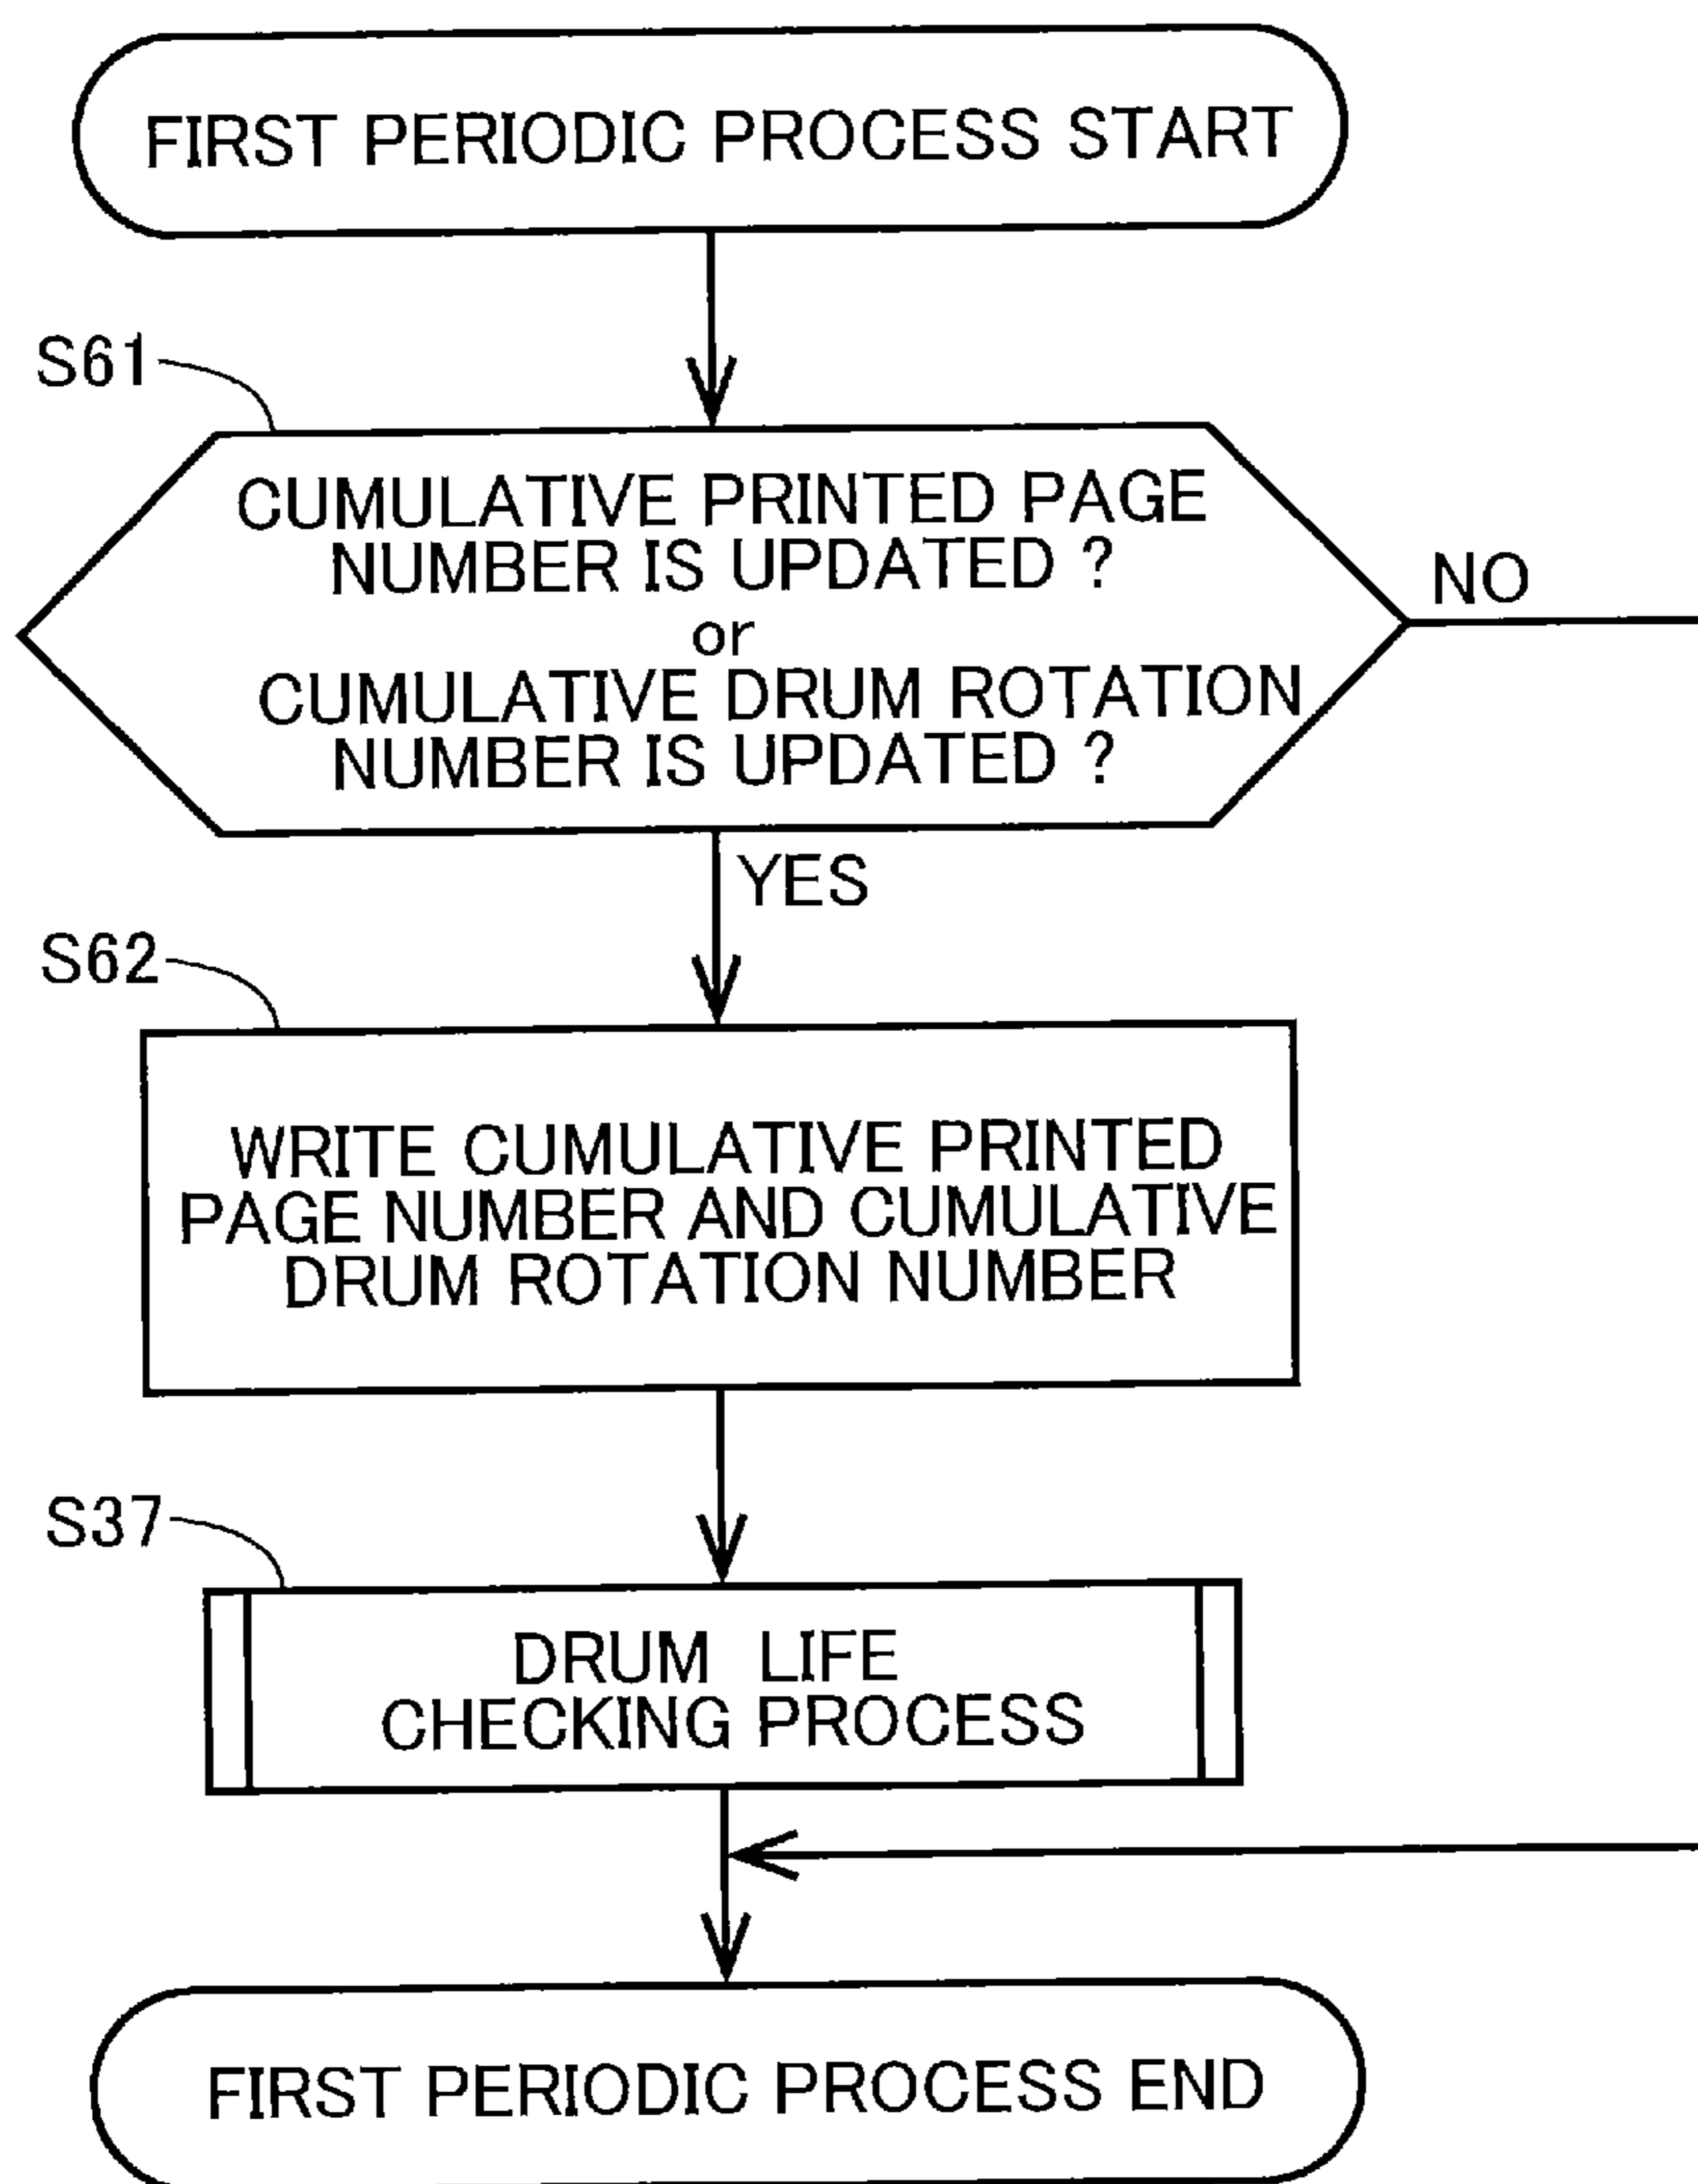 FIRST PERIODIC PROCESS START
S61
CUMULATIVE PRINTED PAGE
NUMBER IS UPDATED ?
or
CUMULATIVE DRUM ROTATION
NUMBER IS UPDATED ?
NO
YES
S62
WRITE CUMULATIVE PRINTED
PAGE NUMBER AND CUMULATIVE
DRUM ROTATION NUMBER
S37
DRUM LIFE
CHECKING PROCESS
FIRST PERIODIC PROCESS END